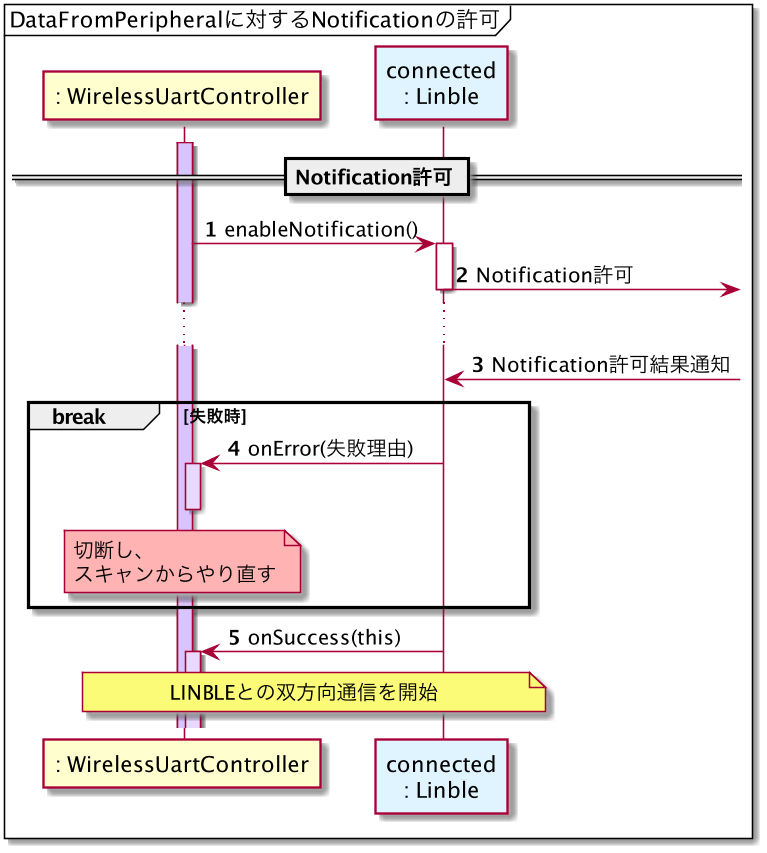 DataFromPeripheralに対するNotificationの許可
: WirelessUartController
connected
: Linble
Notification許可
1 enableNotification()
2 Notification許可
3 Notification許可結果通知
break [失敗時]
4 onError(失敗理由)
切断し、
スキャンからやり直す
5 onSuccess(this)
LINBLEとの双方向通信を開始
: WirelessUartController
connected
: Linble